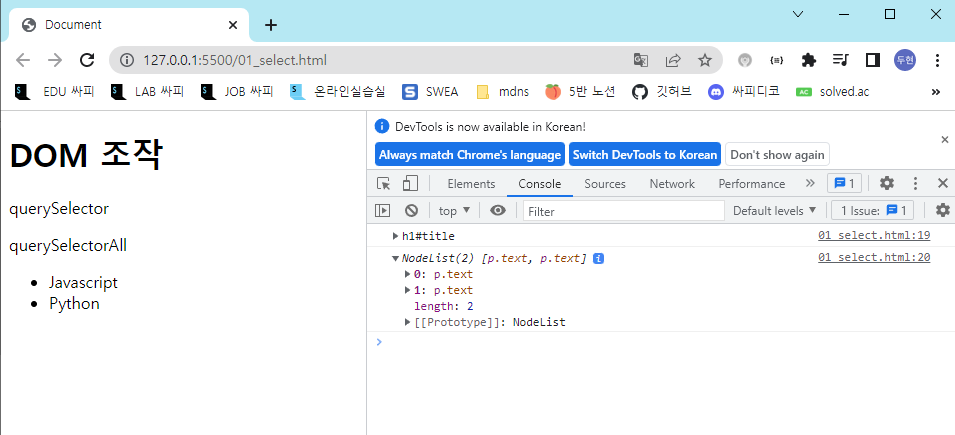 Document
127.0.0.1:5500/01_select.html
EDU 싸피 LAB 싸피 JOB 싸피 온라인실습실 SWEA mdns 5반 노션 깃허브 싸피디코 solved.ac
두현
DOM 조작
querySelector
querySelectorAll
Javascript
Python
DevTools is now available in Korean!
Always match Chrome's language Switch DevTools to Korean Don't show again
Elements Console Sources Network Performance 1
top Filter Default levels 1 Issue: 1
h1#title 01_select.html:19
NodeList(2) [p.text, p.text] 01_select.html:20
0: p.text
1: p.text
length: 2
[[Prototype]]: NodeList